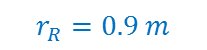 r_R = 0.9 m